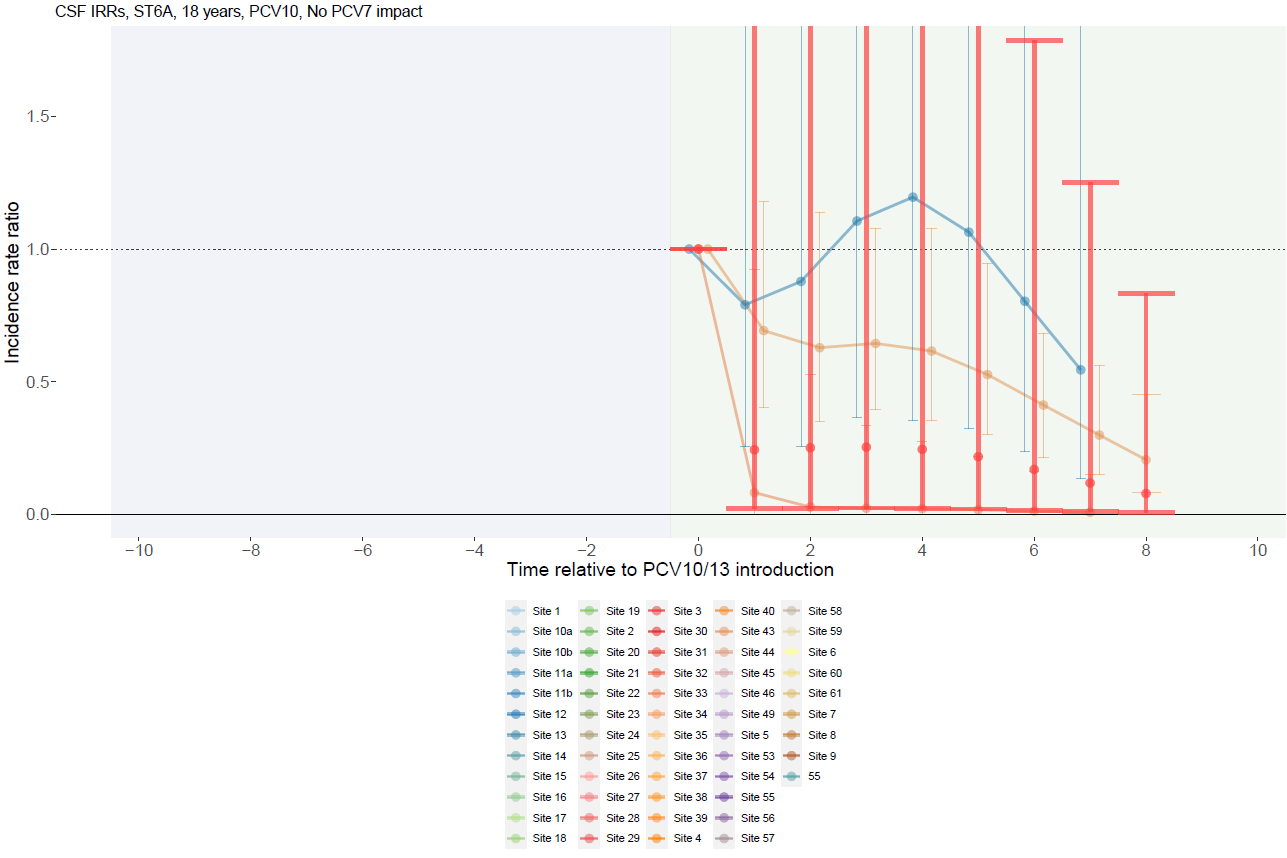 CSF IRRs, ST6A, 18 years, PCV10, No PCV7 impact
Incidence rate ratio
1.5
1.0
0.5
0.0
−10 −8 −6 −4 −2 0 2 4 6 8 10
Time relative to PCV10/13 introduction
Site 1 Site 19 Site 3 Site 40 Site 58
Site 10a Site 2 Site 30 Site 43 Site 59
Site 10b Site 20 Site 31 Site 44 Site 6
Site 11a Site 21 Site 32 Site 45 Site 60
Site 11b Site 22 Site 33 Site 46 Site 61
Site 12 Site 23 Site 34 Site 49 Site 7
Site 13 Site 24 Site 35 Site 5 Site 8
Site 14 Site 25 Site 36 Site 53 Site 9
Site 15 Site 26 Site 37 Site 54 55
Site 16 Site 27 Site 38 Site 55
Site 17 Site 28 Site 39 Site 56
Site 18 Site 29 Site 4 Site 57